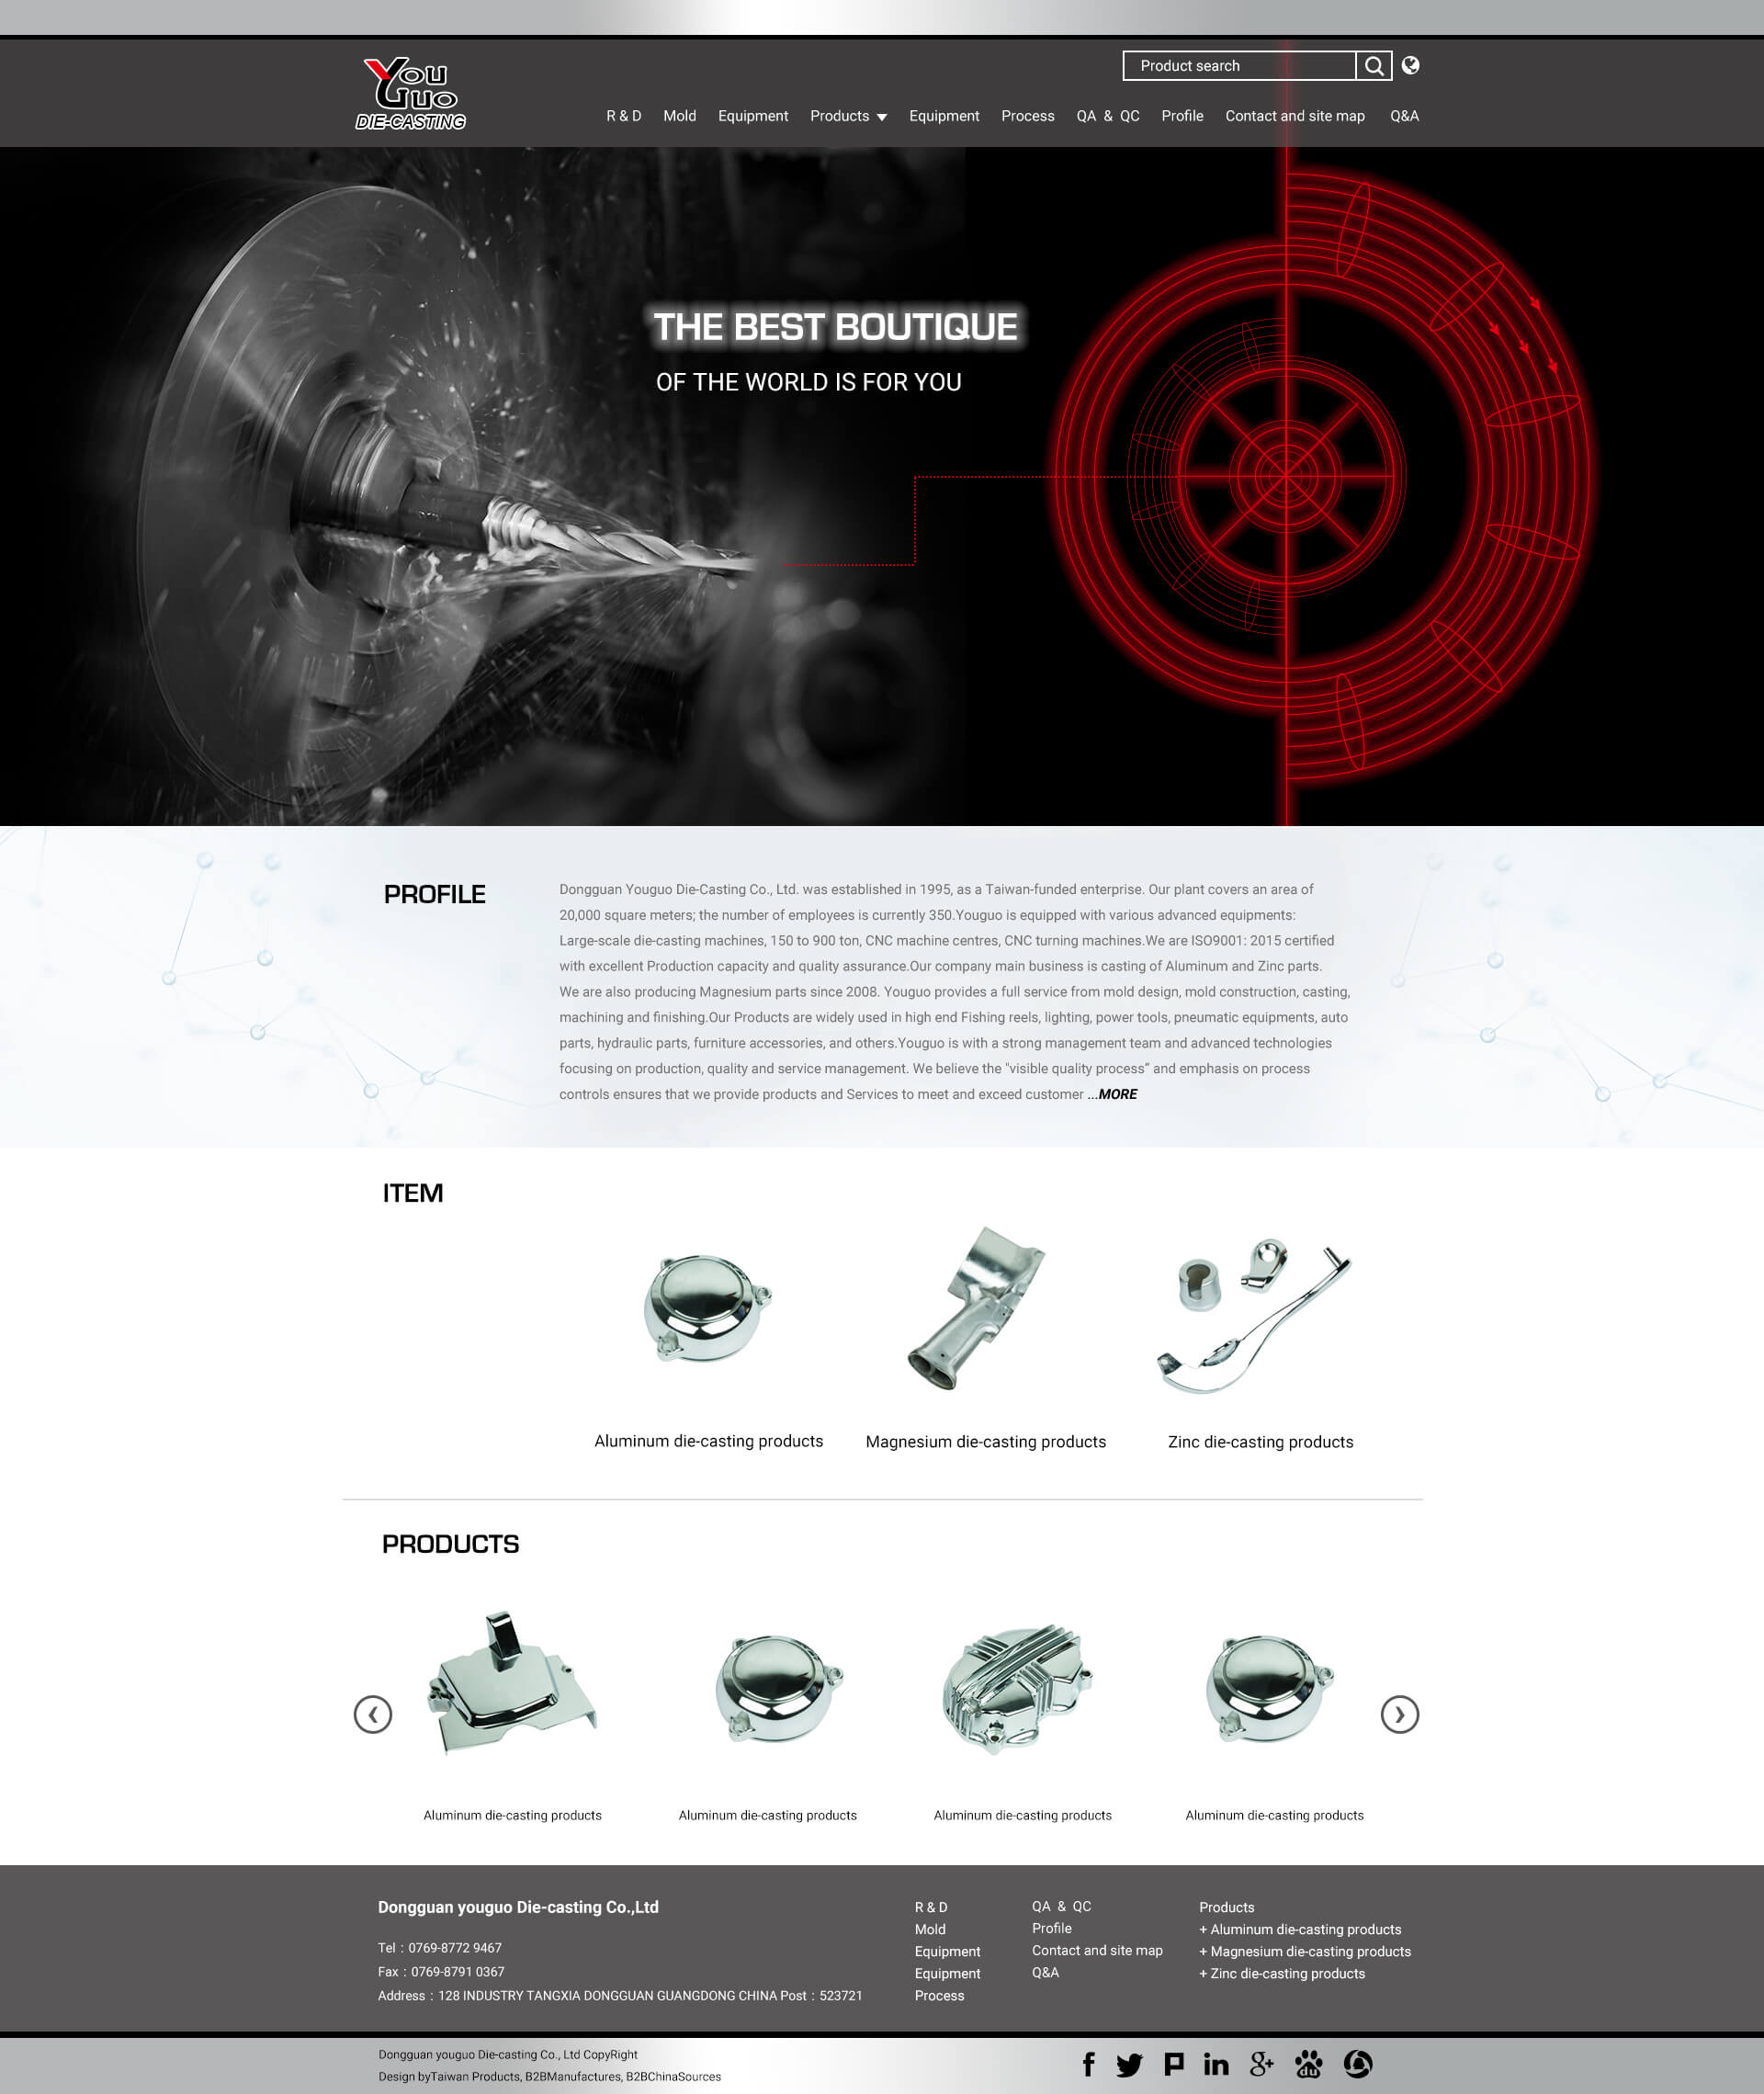 You
Guo
DIE-CASTING
Product search
R & D Mold Equipment Products Equipment Process QA & QC Profile Contact and site map Q&A
THE BEST BOUTIQUE
OF THE WORLD IS FOR YOU
PROFILE
Dongguan Youguo Die-Casting Co., Ltd. was established in 1995, as a Taiwan-funded enterprise. Our plant covers an area of
20,000 square meters; the number of employees is currently 350.Youguo is equipped with various advanced equipments:
Large-scale die-casting machines, 150 to 900 ton, CNC machine centres, CNC turning machines.We are ISO9001: 2015 certified
with excellent Production capacity and quality assurance.Our company main business is casting of Aluminum and Zinc parts.
We are also producing Magnesium parts since 2008. Youguo provides a full service from mold design, mold construction, casting,
machining and finishing.Our Products are widely used in high end Fishing reels, lighting, power tools, pneumatic equipments, auto
parts, hydraulic parts, furniture accessories, and others.Youguo is with a strong management team and advanced technologies
focusing on production, quality and service management. We believe the "visible quality process" and emphasis on process
controls ensures that we provide products and Services to meet and exceed customer ...MORE
ITEM
Aluminum die-casting products
Magnesium die-casting products
Zinc die-casting products
PRODUCTS
Aluminum die-casting products
Aluminum die-casting products
Aluminum die-casting products
Aluminum die-casting products
Dongguan youguo Die-casting Co.,Ltd
Tel : 0769-8772 9467
Fax : 0769-8791 0367
Address : 128 INDUSTRY TANGXIA DONGGUAN GUANGDONG CHINA Post : 523721
R & D
Mold
Equipment
Equipment
Process
QA & QC
Profile
Contact and site map
Q&A
Products
+ Aluminum die-casting products
+ Magnesium die-casting products
+ Zinc die-casting products
Dongguan youguo Die-casting Co., Ltd CopyRight
Design byTaiwan Products, B2BManufactures, B2BChinaSources
f in g+ du